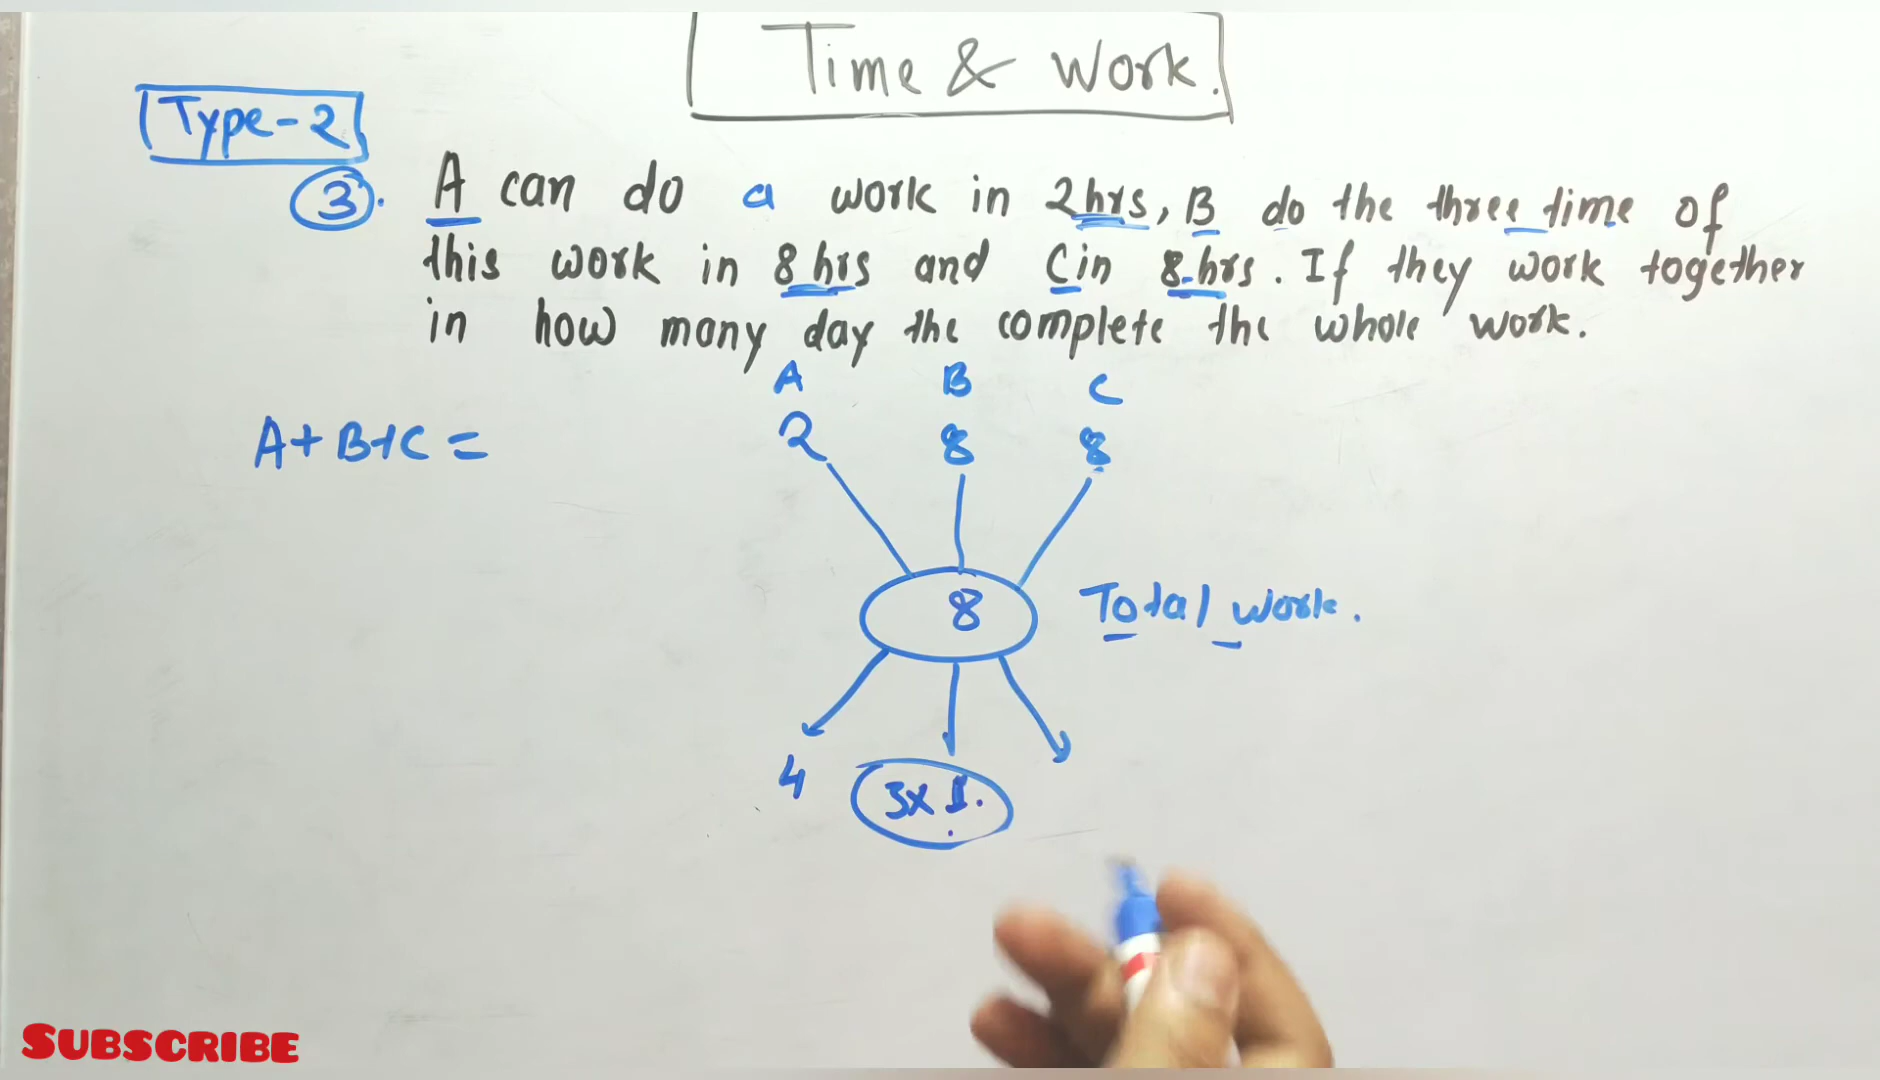 Time & Work.
Type-2
3. A can do a work in 2hrs, B do the three time of
this work in 8 hrs and C in 8 hrs. If they work together
in how many day the complete the whole work.
A B C
A+B+C = 2 8 8
8 Total work.
4 3x1.
SUBSCRIBE